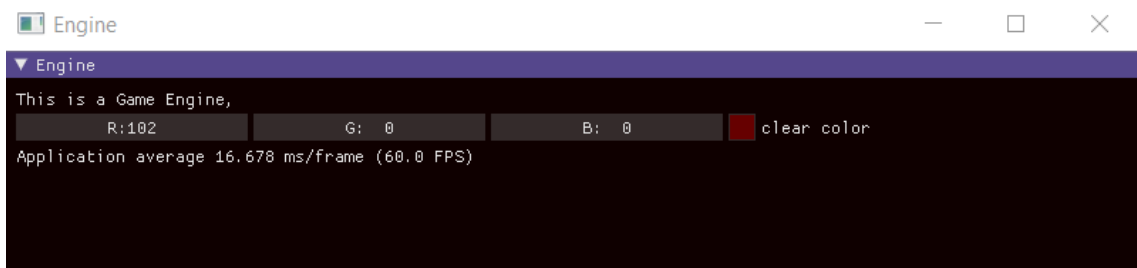 Engine
Engine
This is a Game Engine,
R:102 G: 0 B: 0 clear color
Application average 16.678 ms/frame (60.0 FPS)